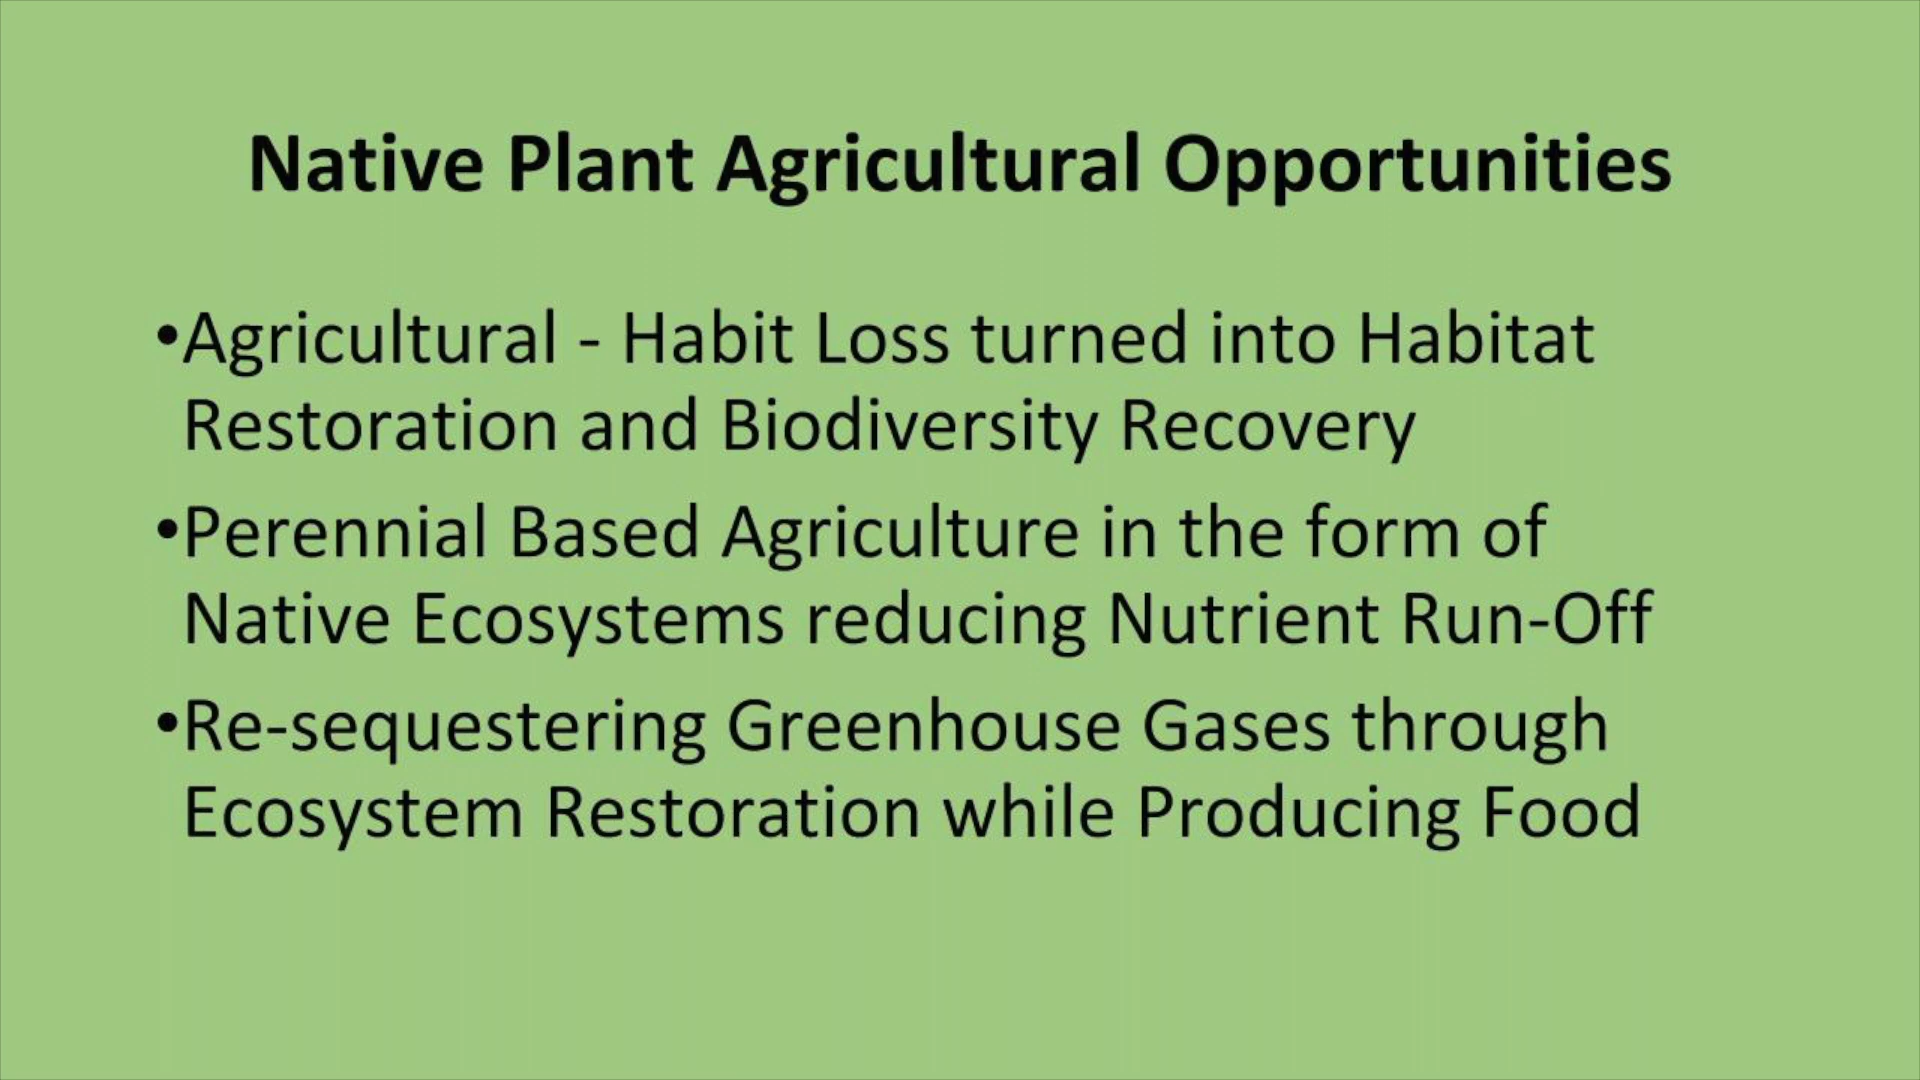 Native Plant Agricultural Opportunities
•Agricultural - Habit Loss turned into Habitat
Restoration and Biodiversity Recovery
•Perennial Based Agriculture in the form of
Native Ecosystems reducing Nutrient Run-Off
•Re-sequestering Greenhouse Gases through
Ecosystem Restoration while Producing Food